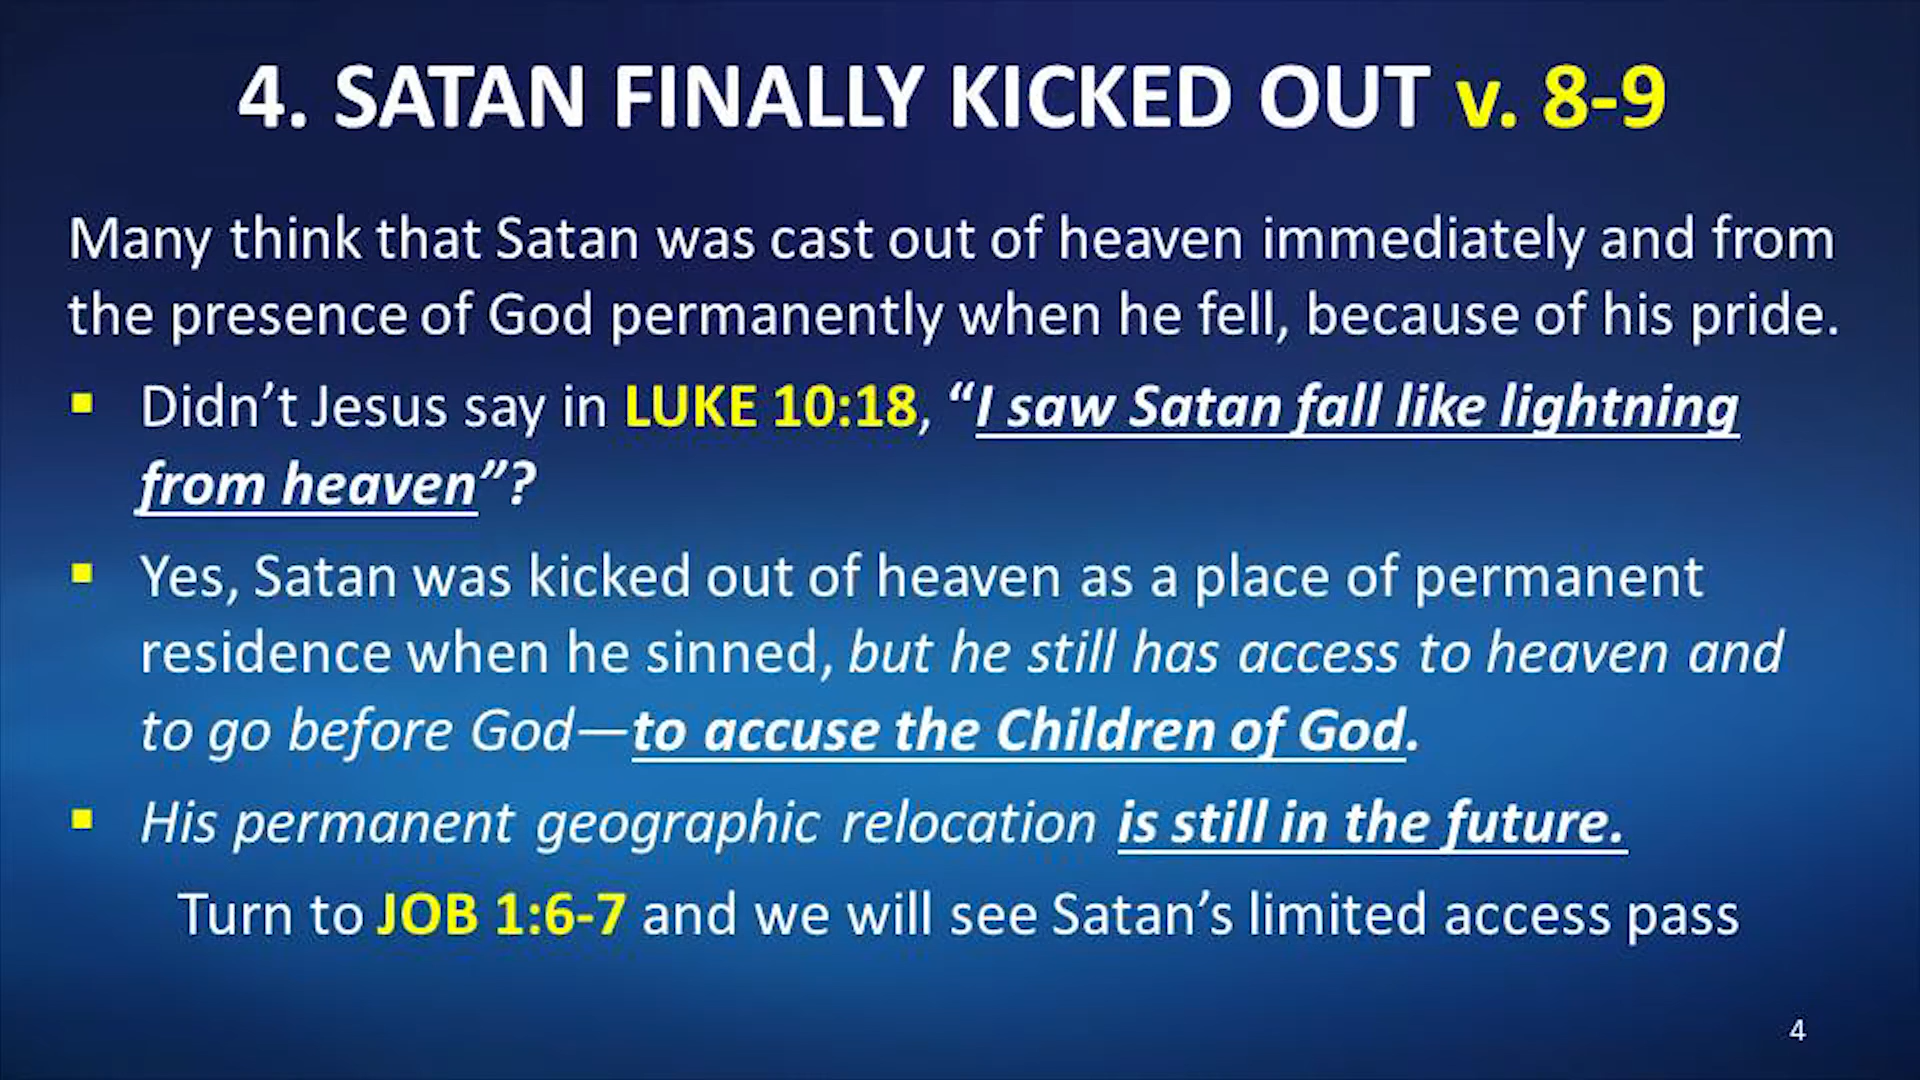 4. SATAN FINALLY KICKED OUT v. 8-9
Many think that Satan was cast out of heaven immediately and from
the presence of God permanently when he fell, because of his pride.
▪ Didn’t Jesus say in LUKE 10:18, “I saw Satan fall like lightning
from heaven”?
▪ Yes, Satan was kicked out of heaven as a place of permanent
residence when he sinned, but he still has access to heaven and
to go before God—to accuse the Children of God.
▪ His permanent geographic relocation is still in the future.
Turn to JOB 1:6-7 and we will see Satan’s limited access pass
4